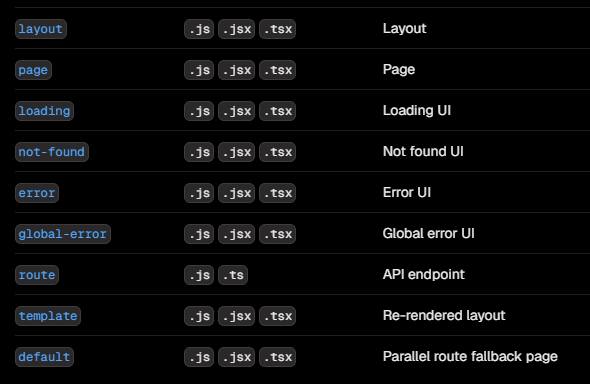 layout .js .jsx .tsx Layout
page .js .jsx .tsx Page
loading .js .jsx .tsx Loading UI
not-found .js .jsx .tsx Not found UI
error .js .jsx .tsx Error UI
global-error .js .jsx .tsx Global error UI
route .js .ts API endpoint
template .js .jsx .tsx Re-rendered layout
default .js .jsx .tsx Parallel route fallback page